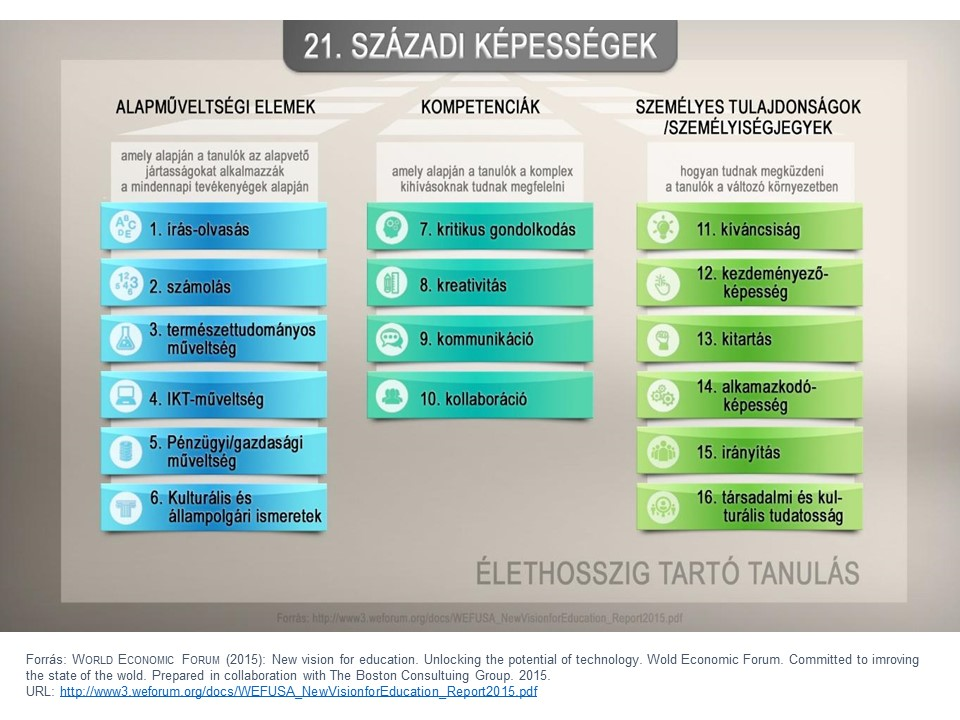 21. SZÁZADI KÉPESSÉGEK
ALAPMŰVELTSÉGI ELEMEK
amely alapján a tanulók az alapvető
jártasságokat alkalmazzák
a mindennapi tevékenyégek alapján
ABCDE
1. írás-olvasás
123456
2. számolás
3. természettudományos
műveltség
4. IKT-műveltség
5. Pénzügyi/gazdasági
műveltség
6. Kulturális és
állampolgári ismeretek
KOMPETENCIÁK
amely alapján a tanulók a komplex
kihívásoknak tudnak megfelelni
7. kritikus gondolkodás
8. kreativitás
9. kommunikáció
10. kollaboráció
SZEMÉLYES TULAJDONSÁGOK
/SZEMÉLYISÉGJEGYEK
hogyan tudnak megküzdeni
a tanulók a változó környezetben
11. kíváncsiság
12. kezdeményező-
képesség
13. kitartás
14. alkamazkodó-
képesség
15. irányítás
16. társadalmi és kul-
turális tudatosság
ÉLETHOSSZIG TARTÓ TANULÁS
Forrás: http://www3.weforum.org/docs/WEFUSA_NewVisionforEducation_Report2015.pdf
Forrás: WORLD ECONOMIC FORUM (2015): New vision for education. Unlocking the potential of technology. Wold Economic Forum. Committed to imroving
the state of the wold. Prepared in collaboration with The Boston Consultuing Group. 2015.
URL: http://www3.weforum.org/docs/WEFUSA_NewVisionforEducation_Report2015.pdf